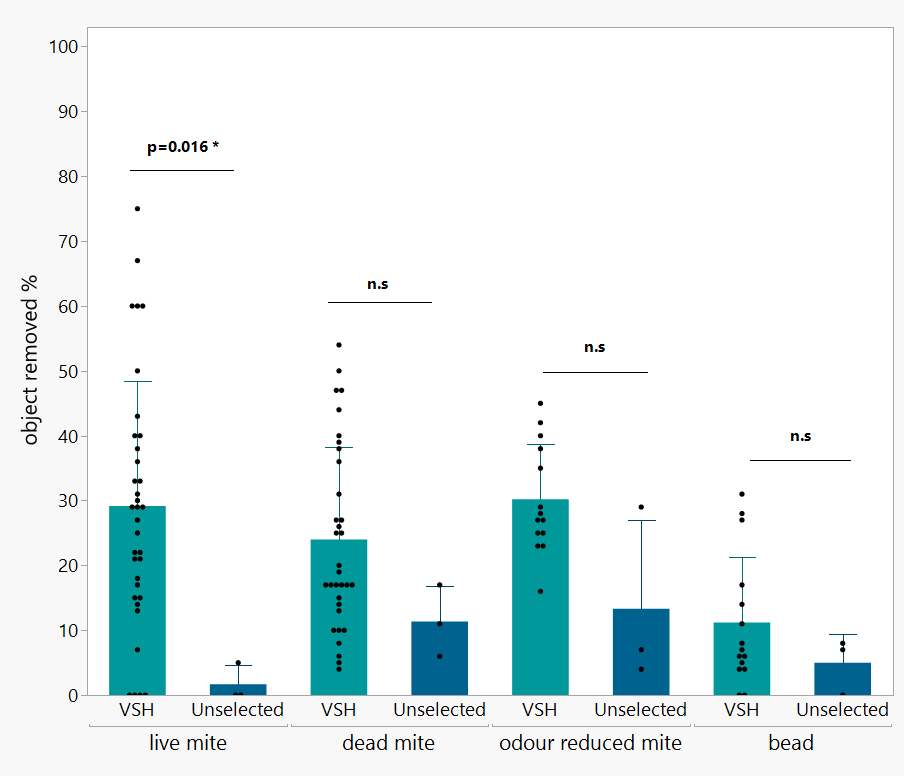 100
90
80
70
60
50
40
30
20
10
0
object removed %
p=0.016 *
n.s
n.s
n.s
VSH Unselected VSH Unselected VSH Unselected VSH Unselected
live mite dead mite odour reduced mite bead